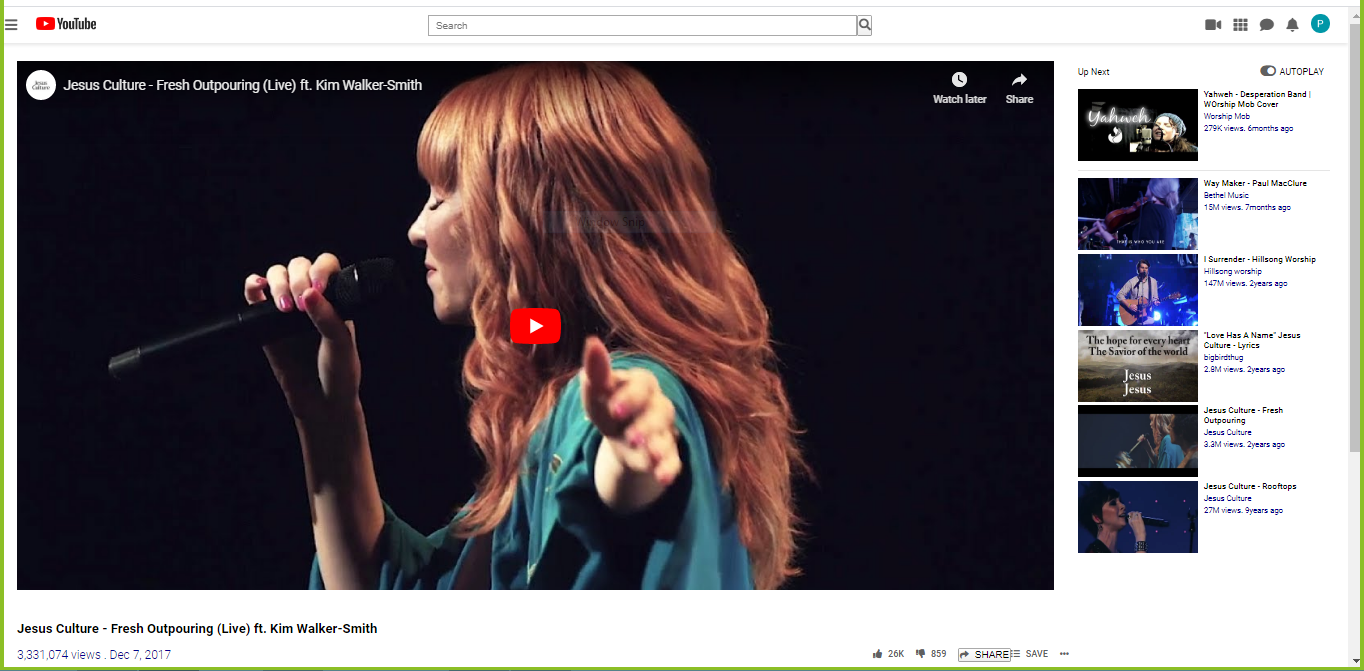 YouTube
Search
P
Jesus Culture
Jesus Culture - Fresh Outpouring (Live) ft. Kim Walker-Smith
Watch later
Share
Window Snip
Jesus Culture - Fresh Outpouring (Live) ft. Kim Walker-Smith
3,331,074 views . Dec 7, 2017
26K
859
SHARE
SAVE
Up Next
AUTOPLAY
Yahweh
Yahweh - Desperation Band |
WOrship Mob Cover
Worship Mob
279K views. 6months ago
THAT IS WHO YOU ARE
Way Maker - Paul MacClure
Bethel Music
15M views. 7months ago
I Surrender - Hillsong Worship
Hillsong worship
147M views. 2years ago
The hope for every heart
The Savior of the world
Jesus
Jesus
"Love Has A Name" Jesus
Culture - Lyrics
bigbirdthug
2.8M views. 2years ago
Jesus Culture - Fresh
Outpouring
Jesus Culture
3.3M views. 2years ago
Jesus Culture - Rooftops
Jesus Culture
27M views. 9years ago